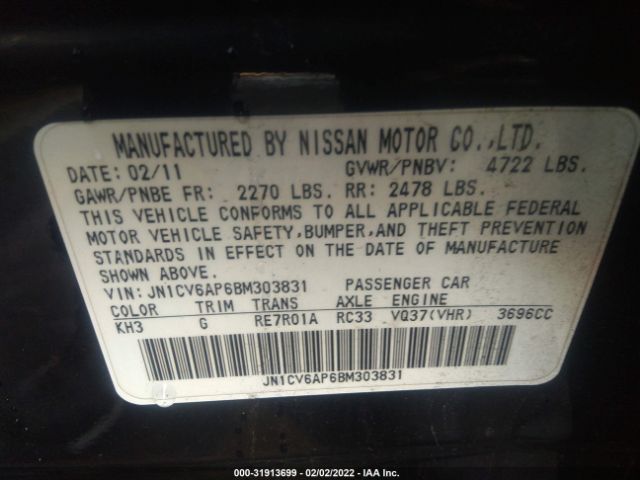 MANUFACTURED BY NISSAN MOTOR CO.,LTD.
DATE: 02/11 GVWR/PNBV: 4722 LBS.
GAWR/PNBE FR: 2270 LBS. RR: 2478 LBS.
THIS VEHICLE CONFORMS TO ALL APPLICABLE FEDERAL
MOTOR VEHICLE SAFETY,BUMPER,AND THEFT PREVENTION
STANDARDS IN EFFECT ON THE DATE OF MANUFACTURE
SHOWN ABOVE.
VIN: JN1CV6AP6BM303831 PASSENGER CAR
COLOR TRIM TRANS AXLE ENGINE
KH3 G RE7R01A RC33 VQ37(VHR) 3696CC
JN1CV6AP6BM303831
000-31913699 - 02/02/2022 - IAA Inc.